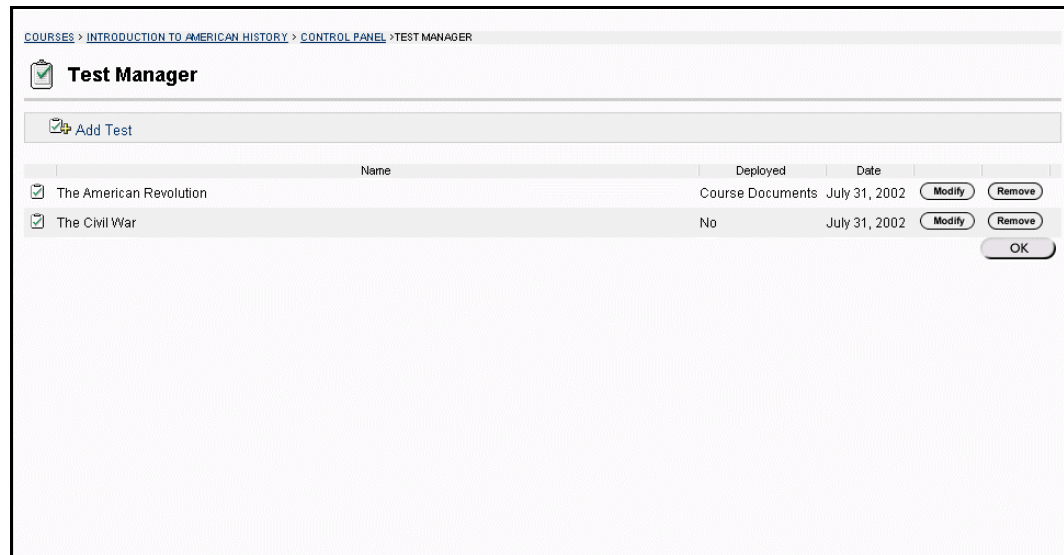 COURSES > INTRODUCTION TO AMERICAN HISTORY > CONTROL PANEL >TEST MANAGER
Test Manager
Add Test
Name Deployed Date
The American Revolution Course Documents July 31, 2002 Modify Remove
The Civil War No July 31, 2002 Modify Remove
OK